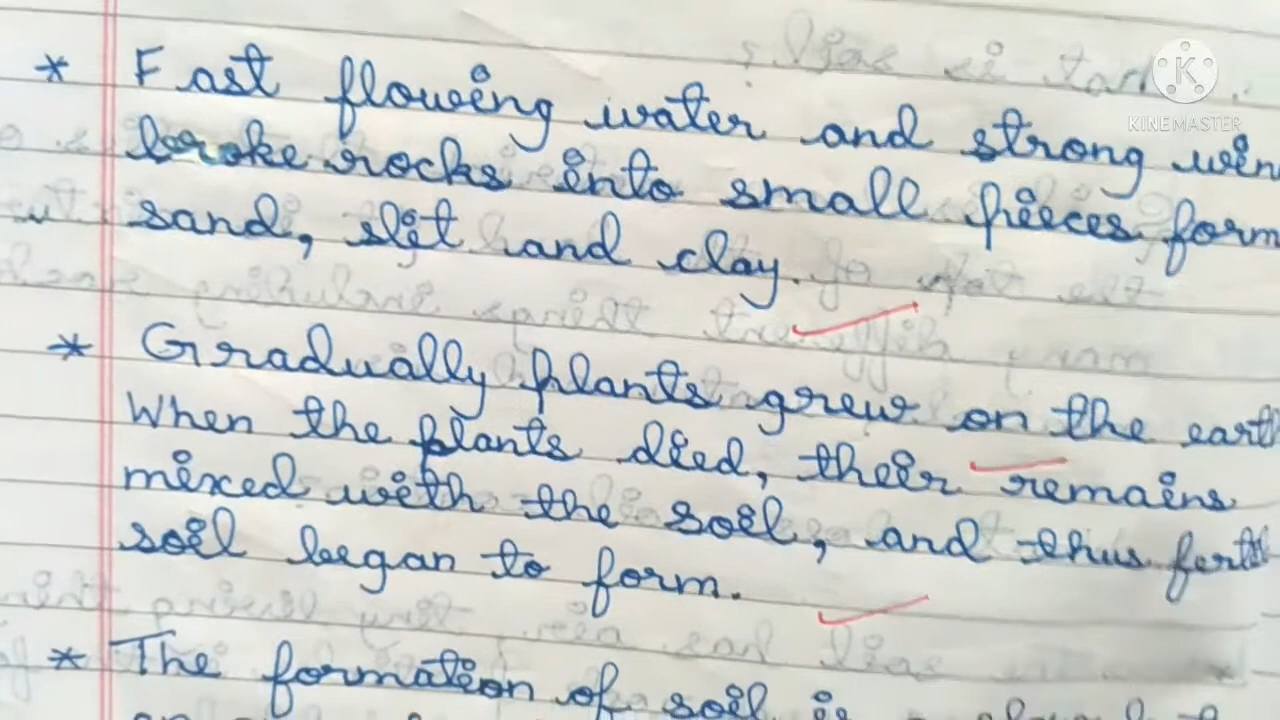 KINEMASTER
* Fast flowing water and strong win
broke rocks into small pieces form
sand, slit and clay.
* Gradually plants grew on the eart
When the plants died, their remains
mixed with the soil, and thus fert
soil began to form.
* The formation of soil is